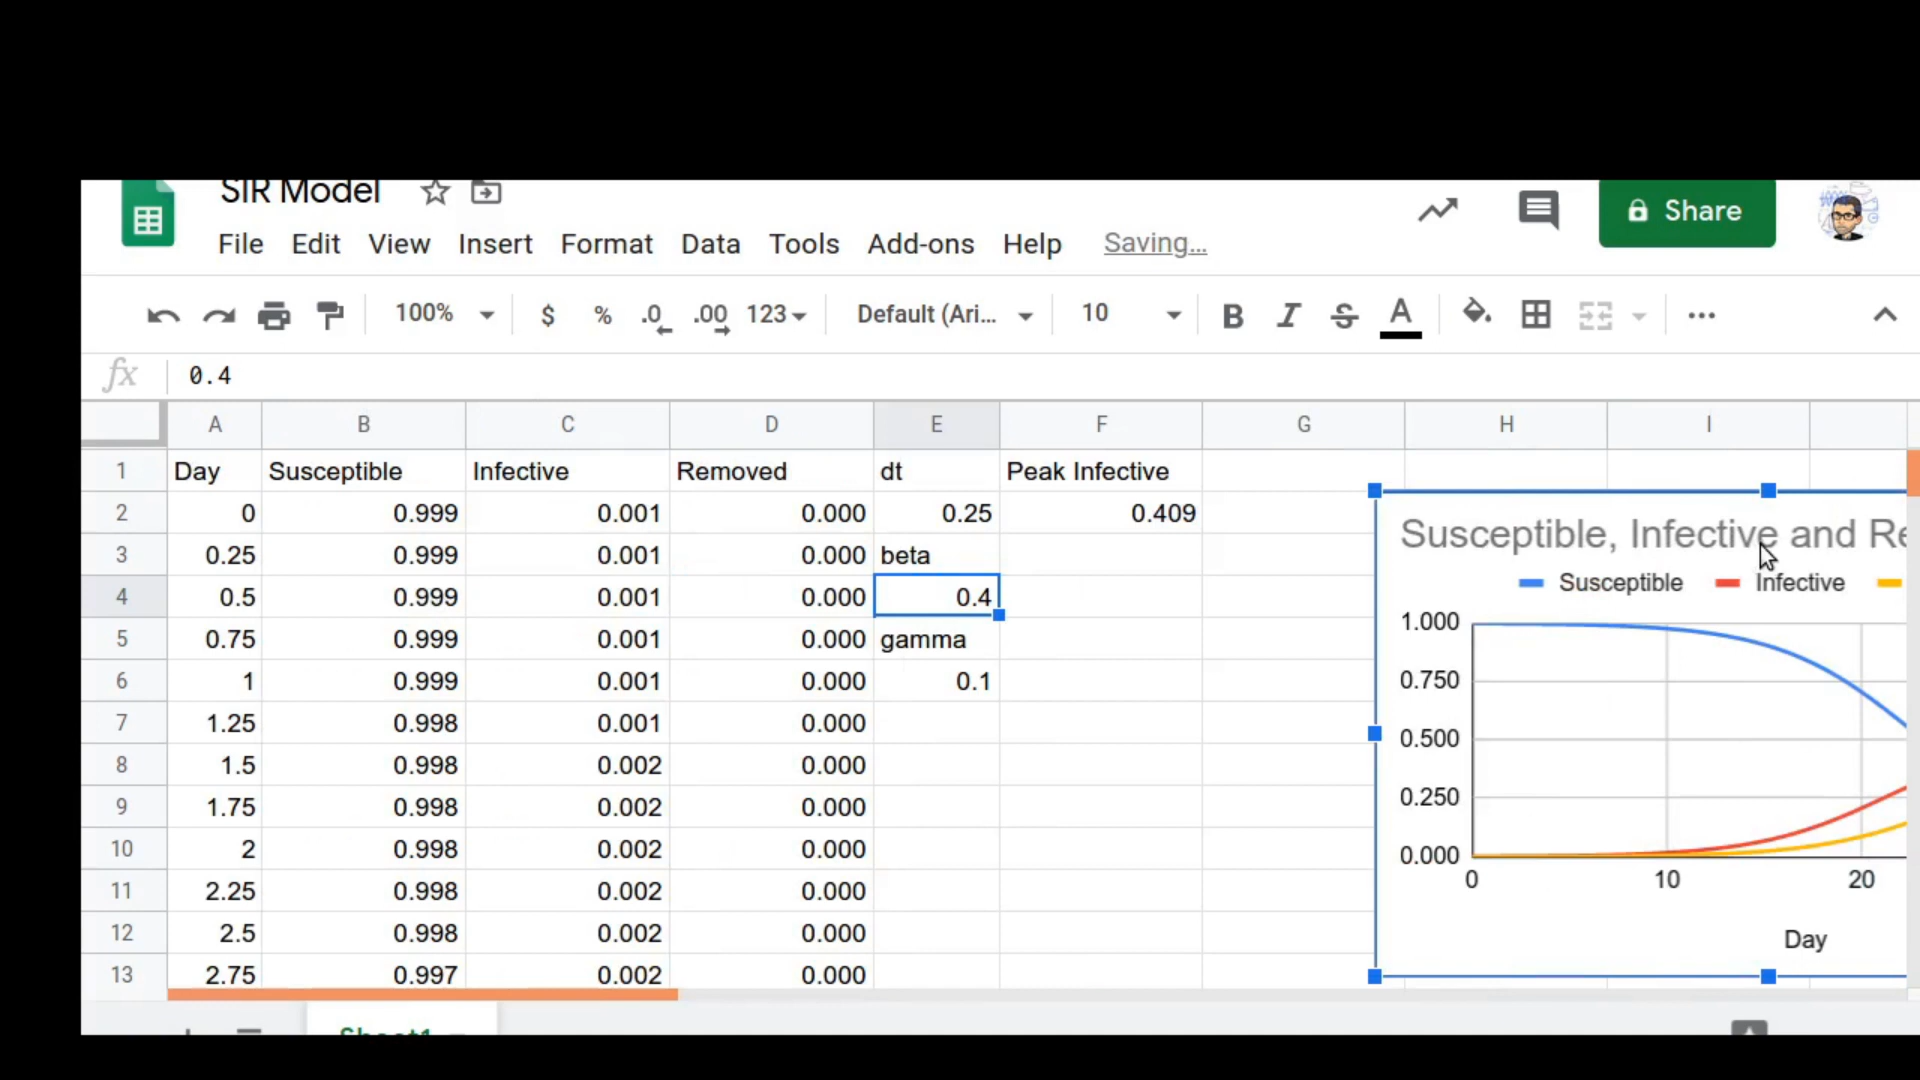 SIR Model
File Edit View Insert Format Data Tools Add-ons Help Saving... Share
100% $ % .0 .00 123 Default (Ari... 10 B I S A ...
fx 0.4
A B C D E F G H I
1 Day Susceptible Infective Removed dt Peak Infective
2 0 0.999 0.001 0.000 0.25 0.409
3 0.25 0.999 0.001 0.000 beta
4 0.5 0.999 0.001 0.000 0.4
5 0.75 0.999 0.001 0.000 gamma
6 1 0.999 0.001 0.000 0.1
7 1.25 0.998 0.001 0.000
8 1.5 0.998 0.002 0.000
9 1.75 0.998 0.002 0.000
10 2 0.998 0.002 0.000
11 2.25 0.998 0.002 0.000
12 2.5 0.998 0.002 0.000
13 2.75 0.997 0.002 0.000
Susceptible, Infective and Re
Susceptible Infective
1.000
0.750
0.500
0.250
0.000
0 10 20
Day
Sheet1